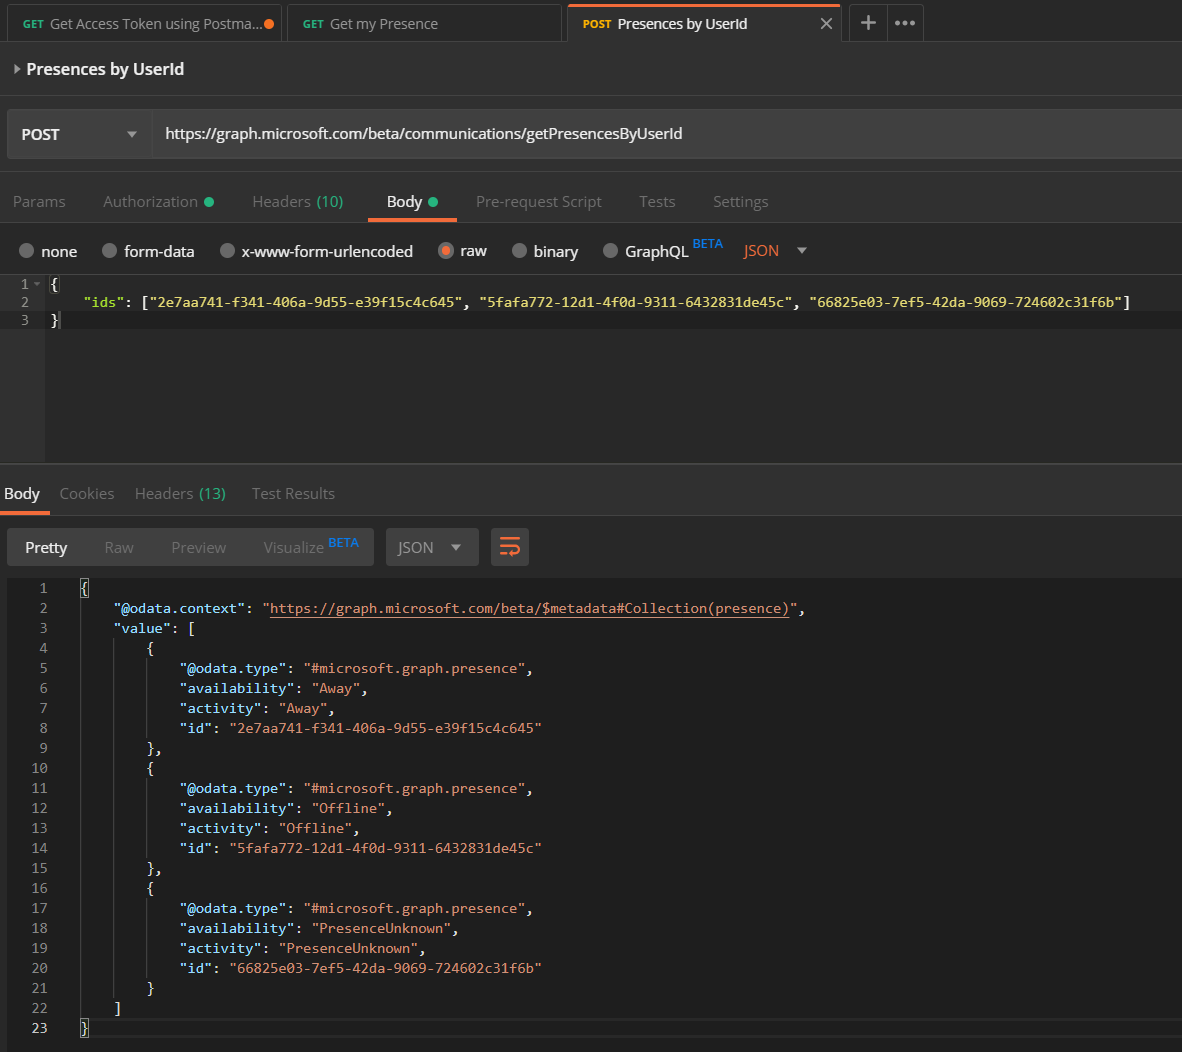 GET Get Access Token using Postma... GET Get my Presence POST Presences by UserId
Presences by UserId
POST https://graph.microsoft.com/beta/communications/getPresencesByUserId
Params Authorization Headers (10) Body Pre-request Script Tests Settings
none form-data x-www-form-urlencoded raw binary GraphQL BETA JSON
1 {
2 "ids": ["2e7aa741-f341-406a-9d55-e39f15c4c645", "5fafa772-12d1-4f0d-9311-6432831de45c", "66825e03-7ef5-42da-9069-724602c31f6b"]
3 }
Body Cookies Headers (13) Test Results
Pretty Raw Preview Visualize BETA JSON
1 {
2 "@odata.context": "https://graph.microsoft.com/beta/$metadata#Collection(presence)",
3 "value": [
4 {
5 "@odata.type": "#microsoft.graph.presence",
6 "availability": "Away",
7 "activity": "Away",
8 "id": "2e7aa741-f341-406a-9d55-e39f15c4c645"
9 },
10 {
11 "@odata.type": "#microsoft.graph.presence",
12 "availability": "Offline",
13 "activity": "Offline",
14 "id": "5fafa772-12d1-4f0d-9311-6432831de45c"
15 },
16 {
17 "@odata.type": "#microsoft.graph.presence",
18 "availability": "PresenceUnknown",
19 "activity": "PresenceUnknown",
20 "id": "66825e03-7ef5-42da-9069-724602c31f6b"
21 }
22 ]
23 }